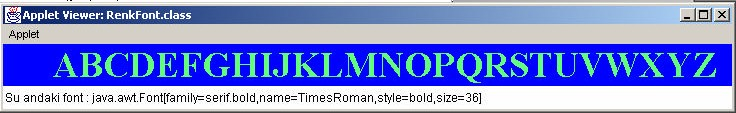 Applet Viewer: RenkFont.class
Applet
ABCDEFGHIJKLMNOPQRSTUVWXYZ
Su andaki font : java.awt.Font[family=serif.bold,name=TimesRoman,style=bold,size=36]